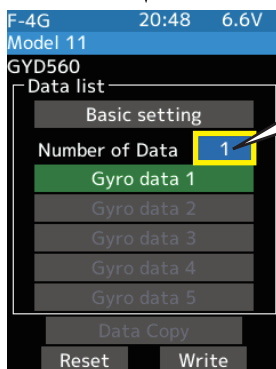 F-4G 20:48 6.6V
Model 11
GYD560
Data list
Basic setting
Number of Data 1
Gyro data 1
Gyro data 2
Gyro data 3
Gyro data 4
Gyro data 5
Data Copy
Reset Write